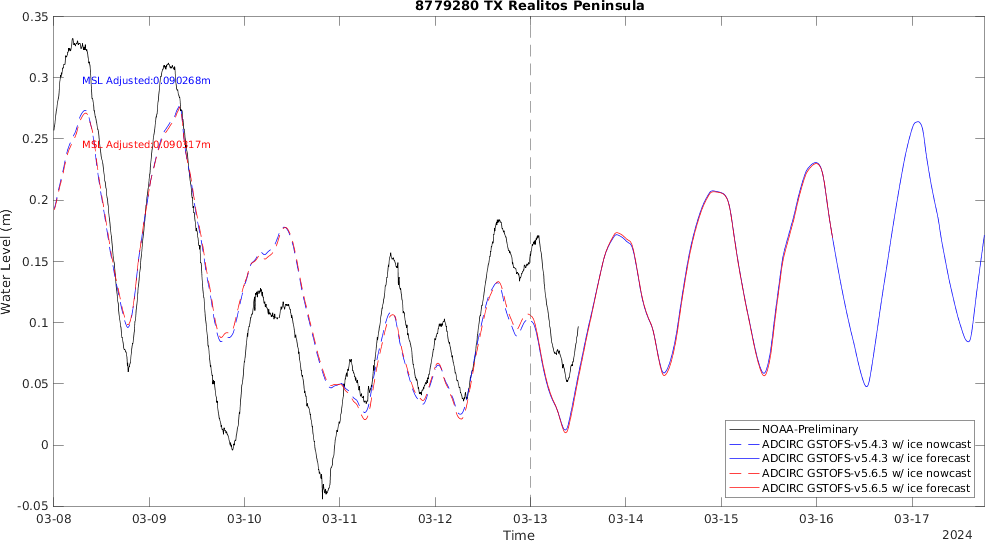 8779280 TX Realitos Peninsula
Water Level (m)
0.35
0.3
0.25
0.2
0.15
0.1
0.05
0
-0.05
MSL Adjusted:0.090268m
MSL Adjusted:0.090317m
NOAA-Preliminary
ADCIRC GSTOFS-v5.4.3 w/ ice nowcast
ADCIRC GSTOFS-v5.4.3 w/ ice forecast
ADCIRC GSTOFS-v5.6.5 w/ ice nowcast
ADCIRC GSTOFS-v5.6.5 w/ ice forecast
03-08 03-09 03-10 03-11 03-12 03-13 03-14 03-15 03-16 03-17
Time
2024